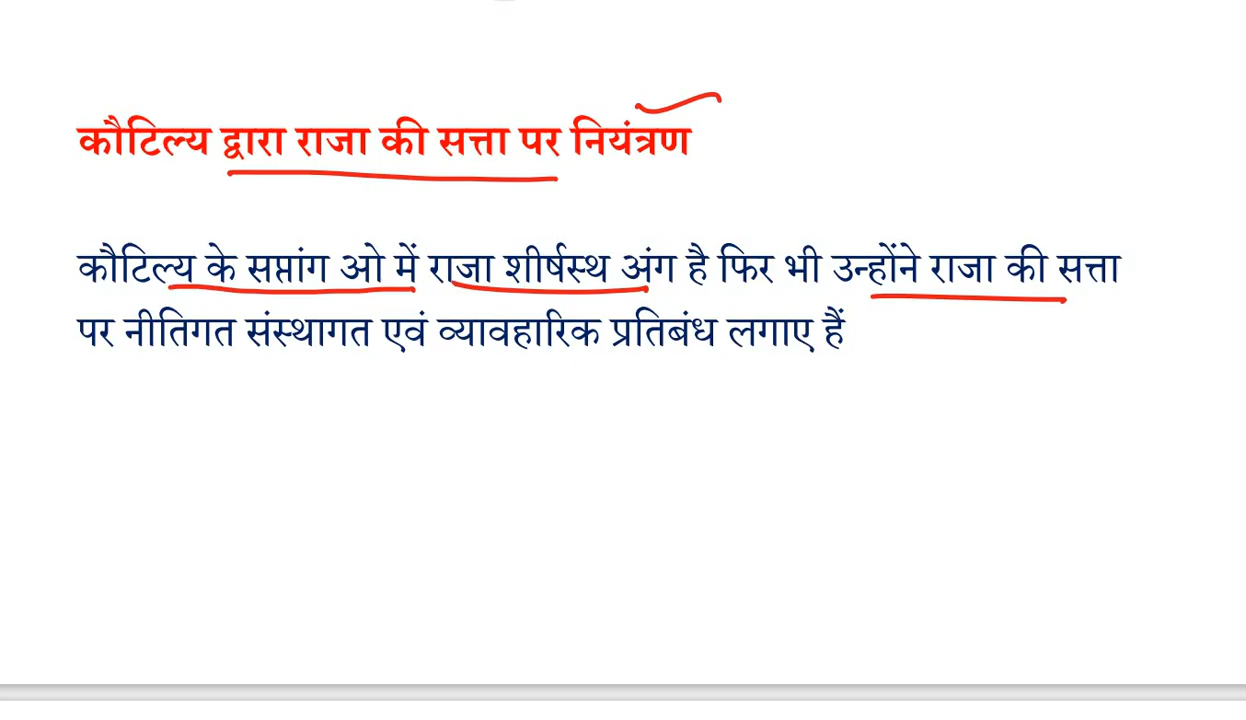 कौटिल्य द्वारा राजा की सत्ता पर नियंत्रण
कौटिल्य के सप्तांग ओ में राजा शीर्षस्थ अंग है फिर भी उन्होंने राजा की सत्ता
पर नीतिगत संस्थागत एवं व्यावहारिक प्रतिबंध लगाए हैं